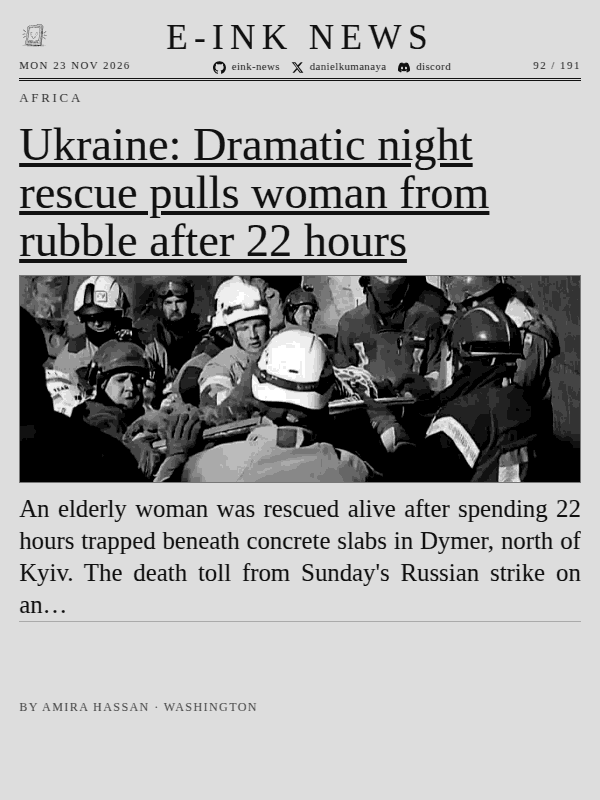 E-INK NEWS
MON 23 NOV 2026
eink-news danielkumanaya discord
92 / 191
AFRICA
Ukraine: Dramatic night
rescue pulls woman from
rubble after 22 hours
An elderly woman was rescued alive after spending 22
hours trapped beneath concrete slabs in Dymer, north of
Kyiv. The death toll from Sunday's Russian strike on
an…
BY AMIRA HASSAN · WASHINGTON